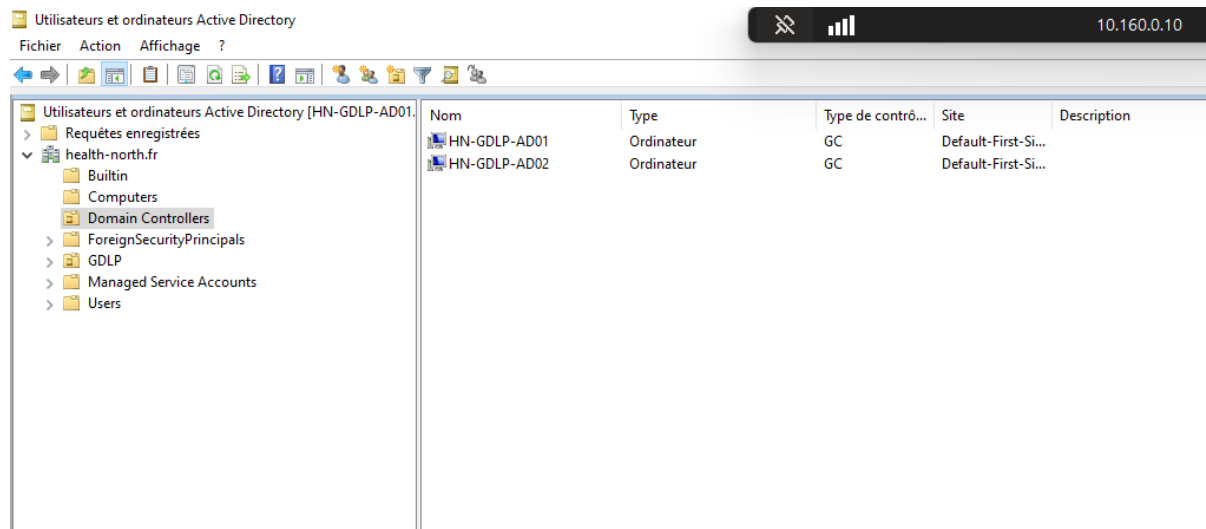 Utilisateurs et ordinateurs Active Directory
10.160.0.10
Fichier Action Affichage ?
Utilisateurs et ordinateurs Active Directory [HN-GDLP-AD01.
Requêtes enregistrées
health-north.fr
Builtin
Computers
Domain Controllers
ForeignSecurityPrincipals
GDLP
Managed Service Accounts
Users
Nom Type Type de contrô... Site Description
HN-GDLP-AD01 Ordinateur GC Default-First-Si...
HN-GDLP-AD02 Ordinateur GC Default-First-Si...